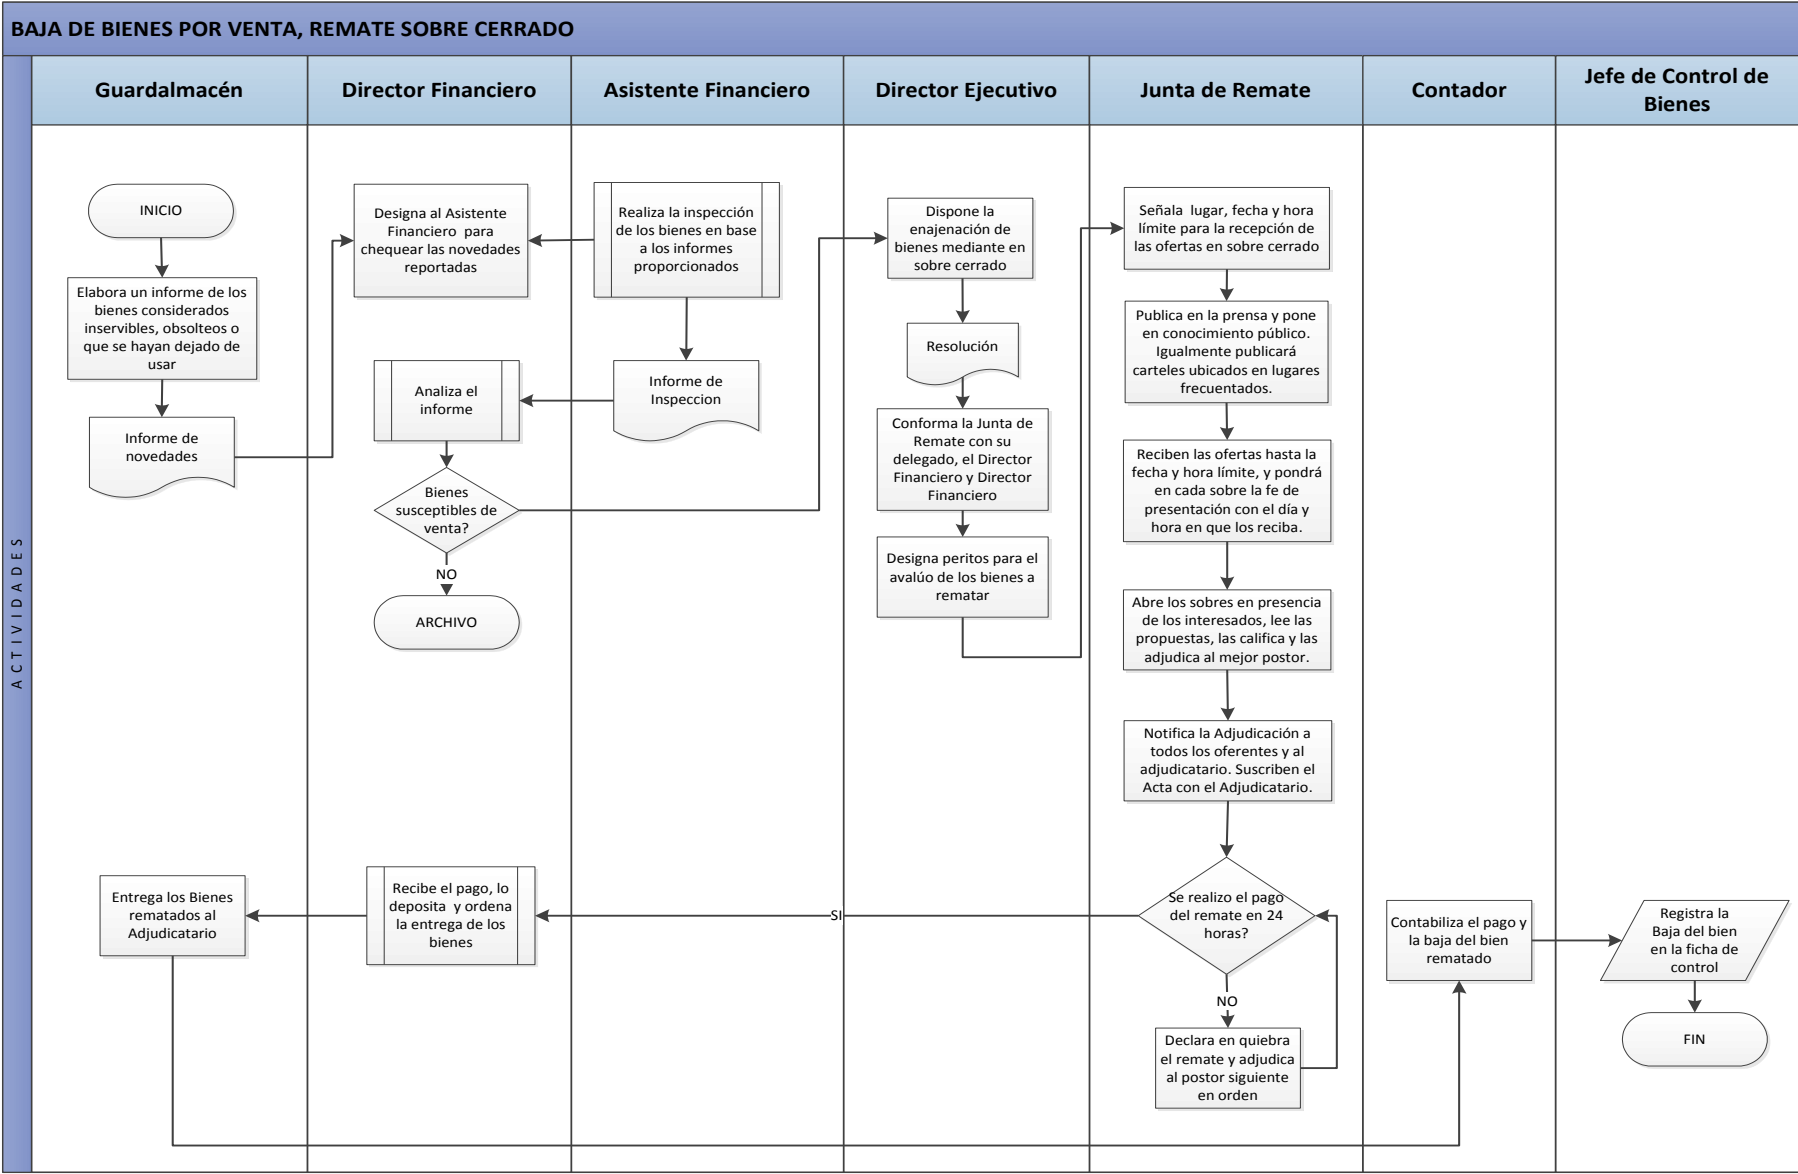 BAJA DE BIENES POR VENTA, REMATE SOBRE CERRADO
ACTIVIDADES
Guardalmacén
Director Financiero
Asistente Financiero
Director Ejecutivo
Junta de Remate
Contador
Jefe de Control de
Bienes
INICIO
Elabora un informe de los
bienes considerados
inservibles, obsolteos o
que se hayan dejado de
usar
Informe de
novedades
Designa al Asistente
Financiero para
chequear las novedades
reportadas
Realiza la inspección
de los bienes en base
a los informes
proporcionados
Informe de
Inspeccion
Analiza el
informe
Bienes
susceptibles de
venta?
NO
ARCHIVO
Dispone la
enajenación de
bienes mediante en
sobre cerrado
Resolución
Conforma la Junta de
Remate con su
delegado, el Director
Financiero y Director
Financiero
Designa peritos para el
avalúo de los bienes a
rematar
Señala lugar, fecha y hora
límite para la recepción de
las ofertas en sobre cerrado
Publica en la prensa y pone
en conocimiento público.
Igualmente publicará
carteles ubicados en lugares
frecuentados.
Reciben las ofertas hasta la
fecha y hora límite, y pondrá
en cada sobre la fe de
presentación con el día y
hora en que los reciba.
Abre los sobres en presencia
de los interesados, lee las
propuestas, las califica y las
adjudica al mejor postor.
Notifica la Adjudicación a
todos los oferentes y al
adjudicatario. Suscriben el
Acta con el Adjudicatario.
Se realizo el pago
del remate en 24
horas?
NO
Declara en quiebra
el remate y adjudica
al postor siguiente
en orden
SI
Recibe el pago, lo
deposita y ordena
la entrega de los
bienes
Entrega los Bienes
rematados al
Adjudicatario
Contabiliza el pago y
la baja del bien
rematado
Registra la
Baja del bien
en la ficha de
control
FIN